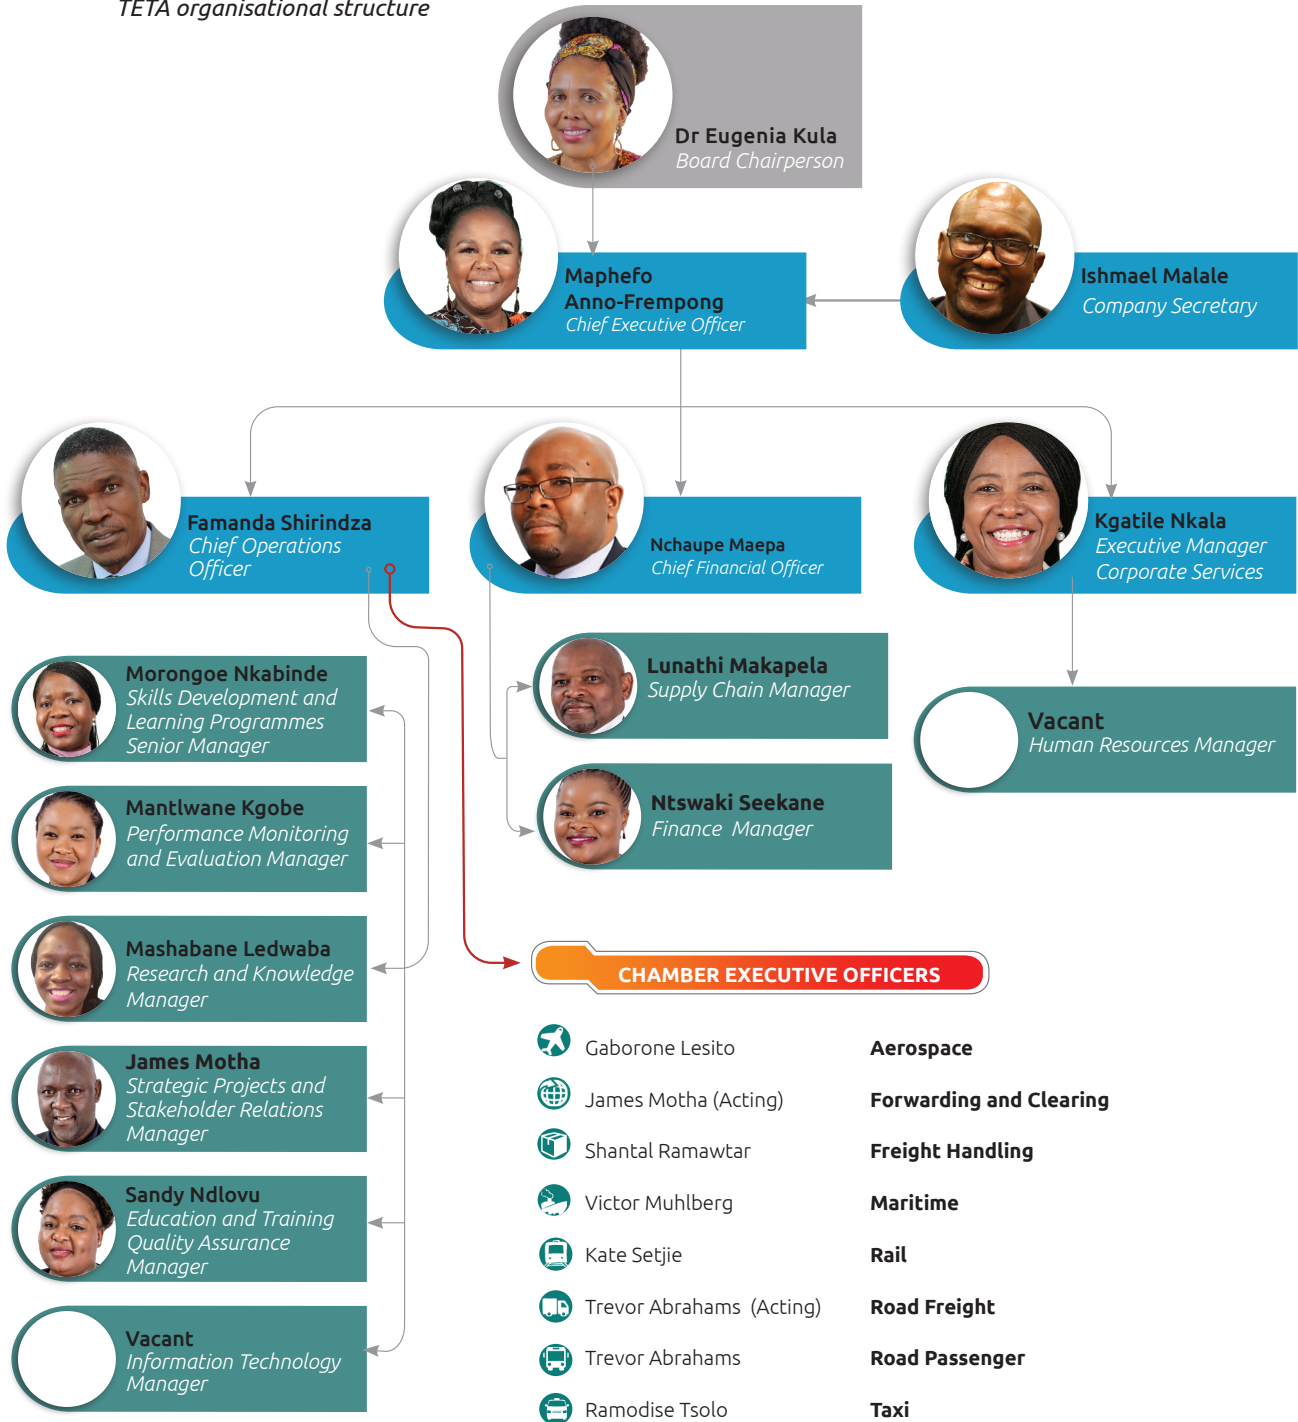 TETA organisational structure
Dr Eugenia Kula
Board Chairperson
Maphefo
Anno-Frempong
Chief Executive Officer
Ishmael Malale
Company Secretary
Famanda Shirindza
Chief Operations
Officer
Nchaupe Maepa
Chief Financial Officer
Kgatile Nkala
Executive Manager
Corporate Services
Morongoe Nkabinde
Skills Development and
Learning Programmes
Senior Manager
Mantlwane Kgobe
Performance Monitoring
and Evaluation Manager
Mashabane Ledwaba
Research and Knowledge
Manager
James Motha
Strategic Projects and
Stakeholder Relations
Manager
Sandy Ndlovu
Education and Training
Quality Assurance
Manager
Vacant
Information Technology
Manager
Lunathi Makapela
Supply Chain Manager
Ntswaki Seekane
Finance Manager
Vacant
Human Resources Manager
CHAMBER EXECUTIVE OFFICERS
Gaborone Lesito Aerospace
James Motha (Acting) Forwarding and Clearing
Shantal Ramawtar Freight Handling
Victor Muhlberg Maritime
Kate Setjie Rail
Trevor Abrahams (Acting) Road Freight
Trevor Abrahams Road Passenger
Ramodise Tsolo Taxi